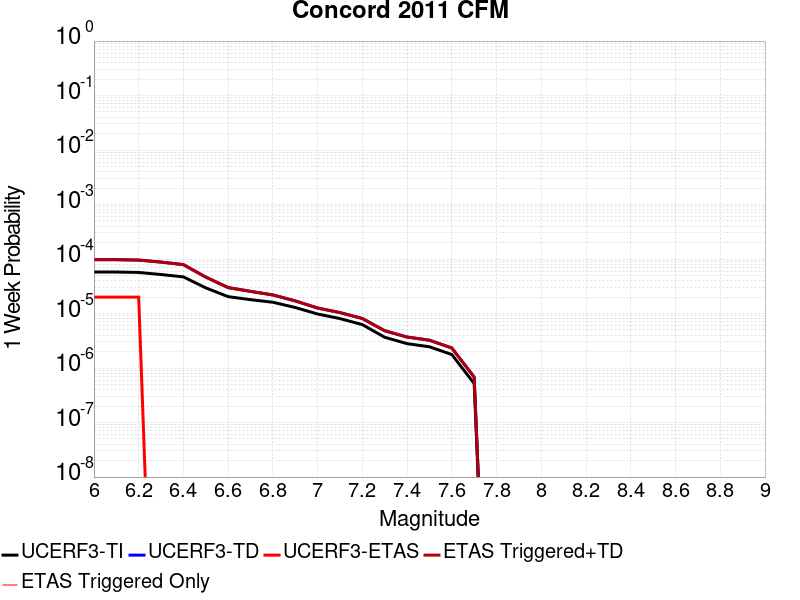 Concord 2011 CFM
1 Week Probability
10^0
10^-1
10^-2
10^-3
10^-4
10^-5
10^-6
10^-7
10^-8
6 6.2 6.4 6.6 6.8 7 7.2 7.4 7.6 7.8 8 8.2 8.4 8.6 8.8 9
Magnitude
UCERF3-TI UCERF3-TD UCERF3-ETAS ETAS Triggered+TD
ETAS Triggered Only